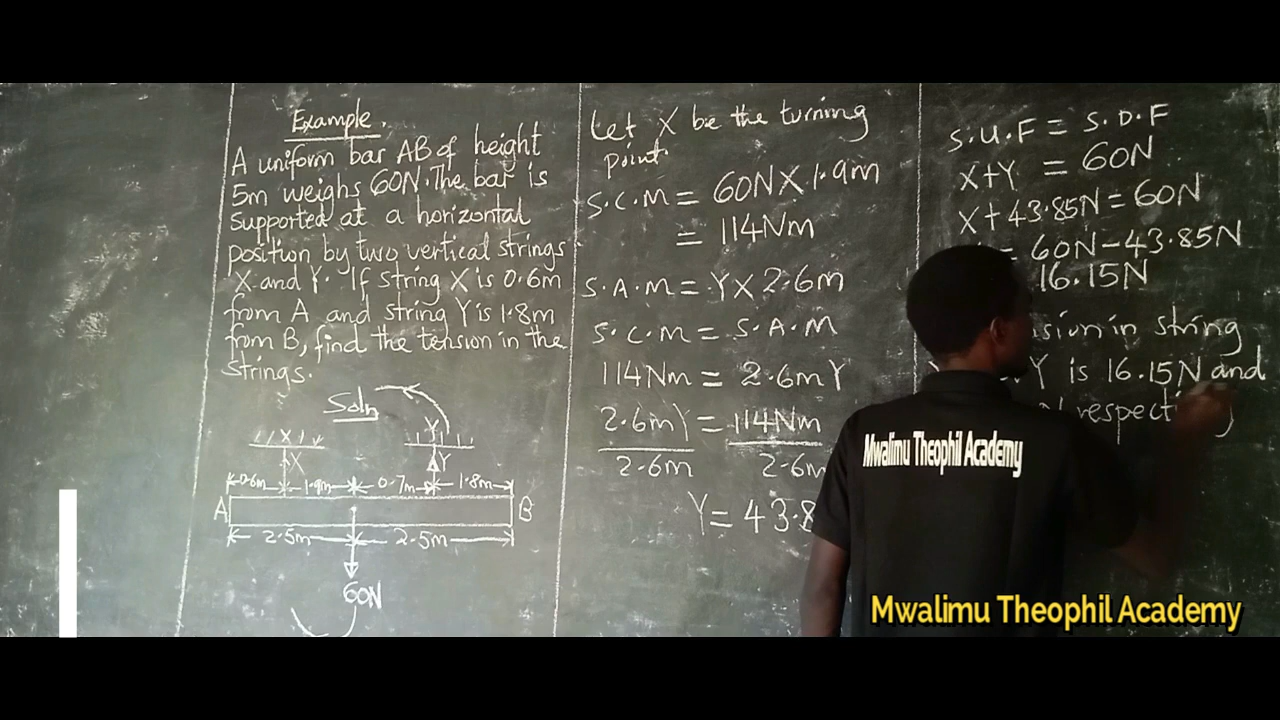 Example.
A uniform bar AB of height
5m weighs 60N. The bar is
supported at a horizontal
position by two vertical strings
X and Y. If string X is 0.6m
from A and string Y is 1.8m
from B, find the tension in the
strings.
Soln
X Y
X Y
0.6m 1.9m 0.7m 1.8m
A B
2.5m 2.5m
60N
Let X be the turning
point.
S.C.M = 60N X 1.9m
= 114Nm
S.A.M = Y X 2.6m
S.C.M = S.A.M
114Nm = 2.6mY
2.6mY = 114Nm
2.6m 2.6m
Y = 43.8
S.U.F = S.D.F
X+Y = 60N
X+43.85N = 60N
= 60N-43.85N
16.15N
in string
Y is 16.15N and
Mwalimu Theophil Academy
Mwalimu Theophil Academy